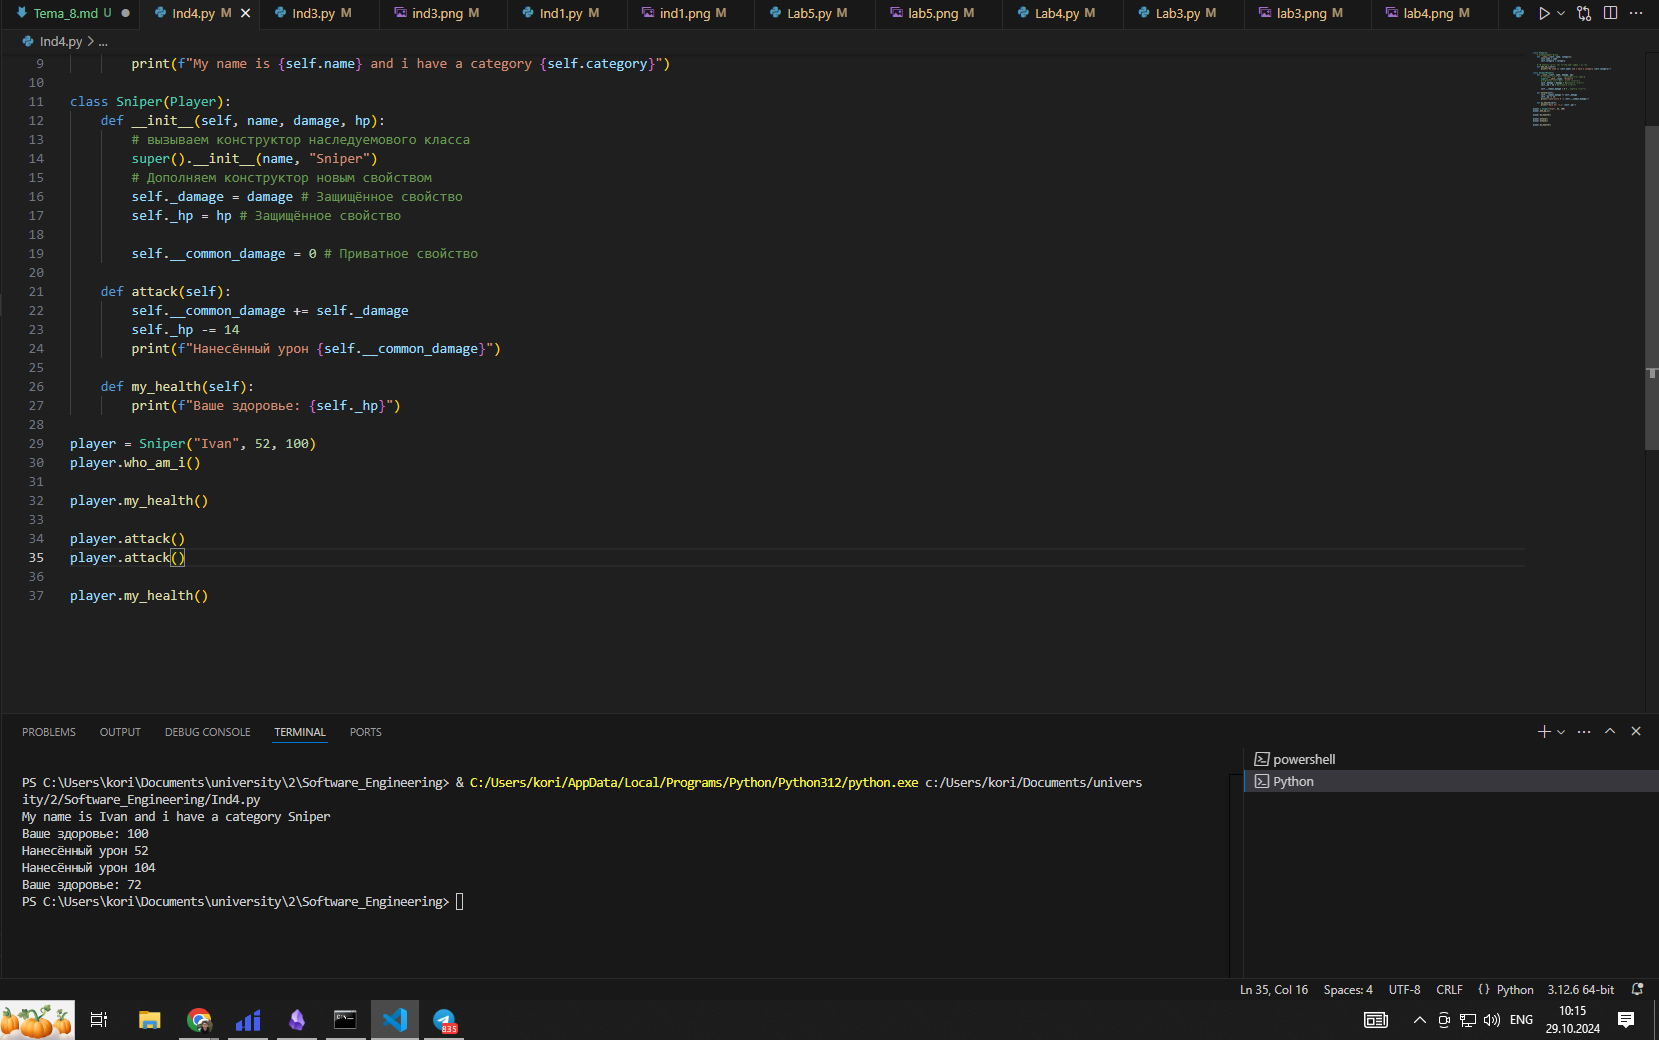 Tema_8.md U
Ind4.py M
Ind3.py M
ind3.png M
Ind1.py M
ind1.png M
Lab5.py M
lab5.png M
Lab4.py M
Lab3.py M
lab3.png M
lab4.png M
Ind4.py > ...
9 print(f"My name is {self.name} and i have a category {self.category}")
10
11 class Sniper(Player):
12 def __init__(self, name, damage, hp):
13 # вызываем конструктор наследуемового класса
14 super().__init__(name, "Sniper")
15 # Дополняем конструктор новым свойством
16 self._damage = damage # Защищённое свойство
17 self._hp = hp # Защищённое свойство
18
19 self.__common_damage = 0 # Приватное свойство
20
21 def attack(self):
22 self.__common_damage += self._damage
23 self._hp -= 14
24 print(f"Нанесённый урон {self.__common_damage}")
25
26 def my_health(self):
27 print(f"Ваше здоровье: {self._hp}")
28
29 player = Sniper("Ivan", 52, 100)
30 player.who_am_i()
31
32 player.my_health()
33
34 player.attack()
35 player.attack()
36
37 player.my_health()
PROBLEMS OUTPUT DEBUG CONSOLE TERMINAL PORTS
powershell
Python
PS C:\Users\kori\Documents\university\2\Software_Engineering> & C:/Users/kori/AppData/Local/Programs/Python/Python312/python.exe c:/Users/kori/Documents/univers
ity/2/Software_Engineering/Ind4.py
My name is Ivan and i have a category Sniper
Ваше здоровье: 100
Нанесённый урон 52
Нанесённый урон 104
Ваше здоровье: 72
PS C:\Users\kori\Documents\university\2\Software_Engineering>
Ln 35, Col 16 Spaces: 4 UTF-8 CRLF {} Python 3.12.6 64-bit
835
ENG
10:15
29.10.2024